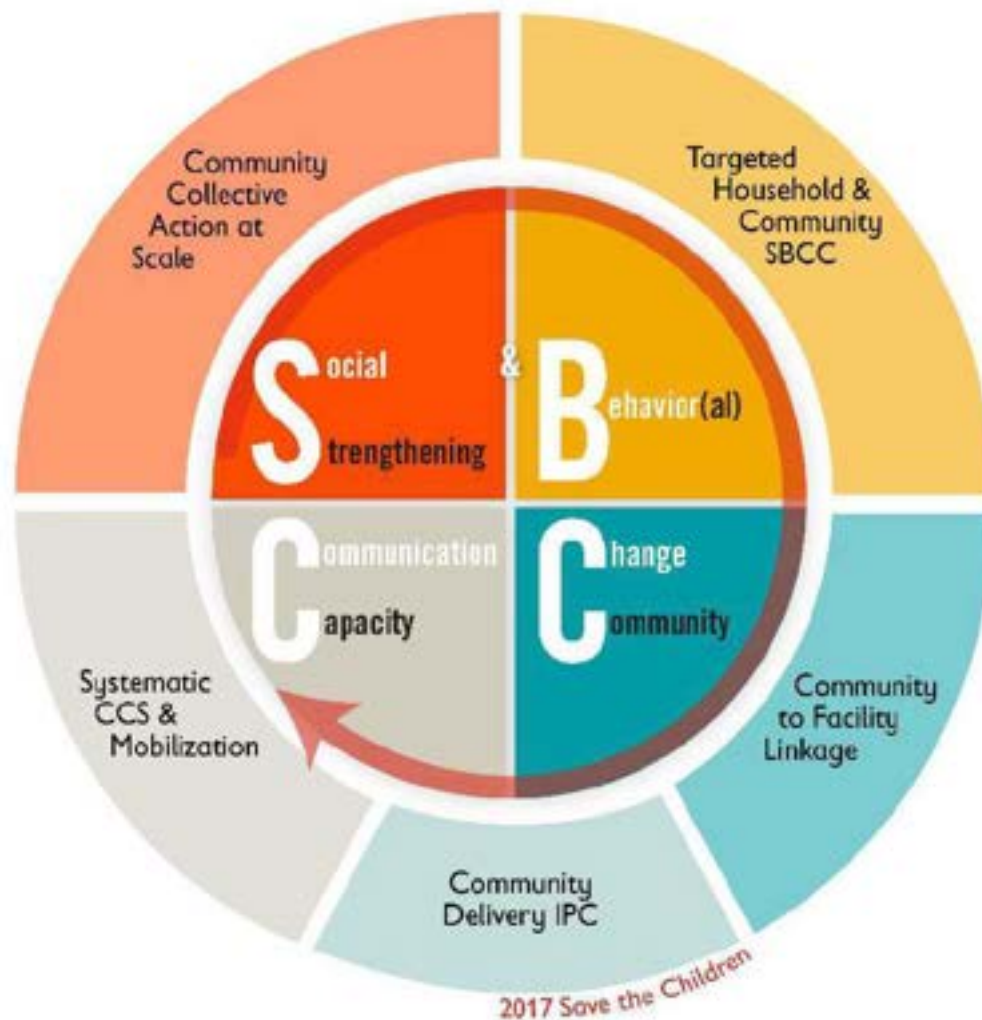 Community
Collective
Action at
Scale
Targeted
Household &
Community
SBCC
Social
Strengthening
&
Behavior(al)
Communication
Capacity
Change
Community
Systematic
CCS &
Mobilization
Community
to Facility
Linkage
Community
Delivery IPC
2017 Save the Children